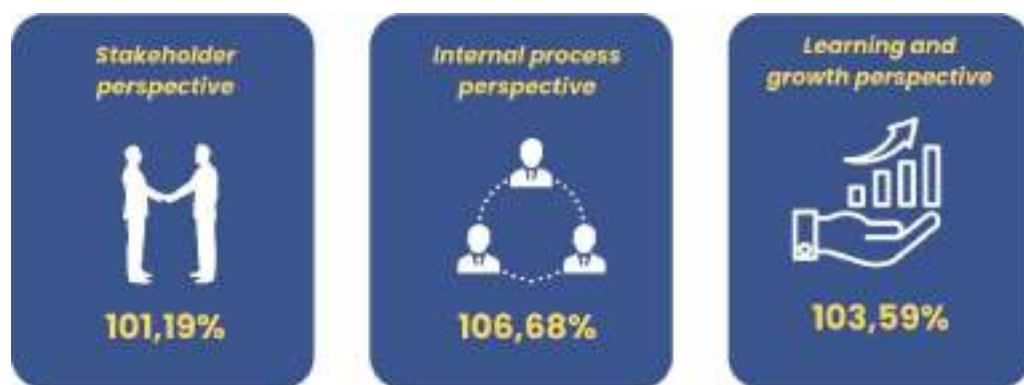 Stakeholder
perspective
101,19%
Internal process
perspective
106,68%
Learning and
growth perspective
103,59%